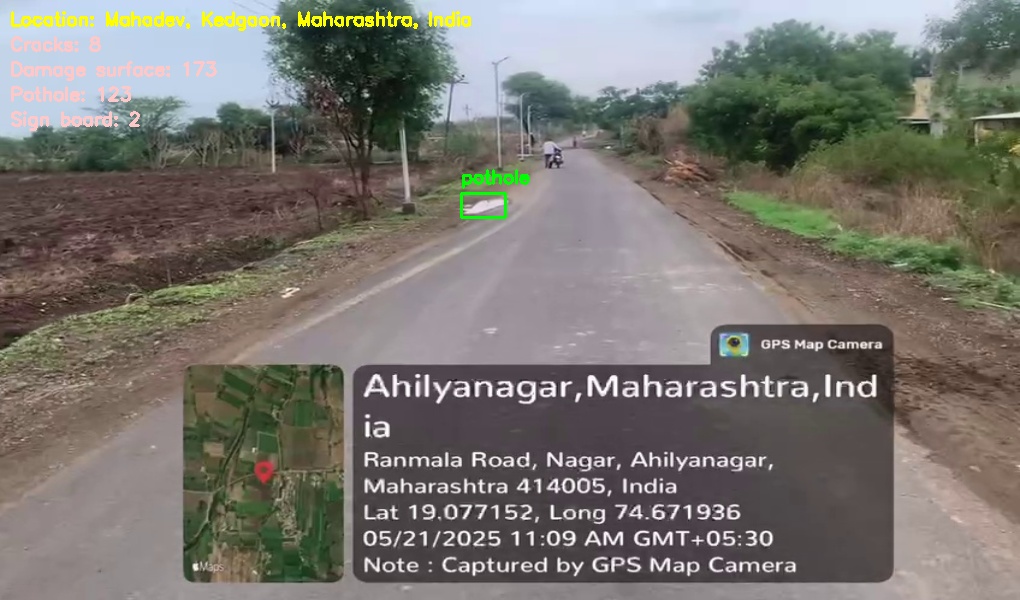 Location: Mahadev, Kedgaon, Maharashtra, India
Cracks: 8
Damage surface: 173
Pothole: 123
Sign board: 2
pothole
GPS Map Camera
Ahilyanagar,Maharashtra,Ind
ia
Ranmala Road, Nagar, Ahilyanagar,
Maharashtra 414005, India
Lat 19.077152, Long 74.671936
05/21/2025 11:09 AM GMT+05:30
Note : Captured by GPS Map Camera
Maps